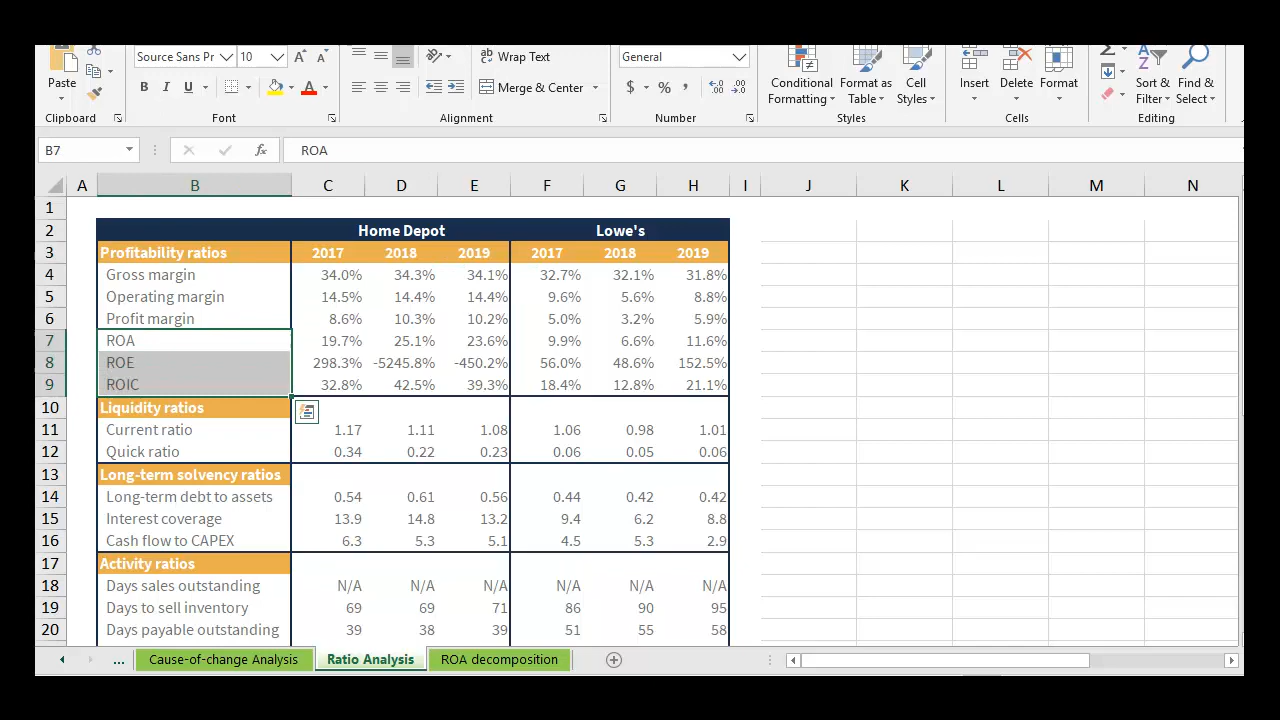 Source Sans Pr 10 A A ab Wrap Text General
Paste B I U A Merge & Center $ % , Conditional Formatting Format as Table Cell Styles Insert Delete Format Sort & Filter Find & Select
Clipboard Font Alignment Number Styles Cells Editing
B7 fx ROA
A B C D E F G H I J K L M N
1
2 Home Depot Lowe's
3 Profitability ratios 2017 2018 2019 2017 2018 2019
4 Gross margin 34.0% 34.3% 34.1% 32.7% 32.1% 31.8%
5 Operating margin 14.5% 14.4% 14.4% 9.6% 5.6% 8.8%
6 Profit margin 8.6% 10.3% 10.2% 5.0% 3.2% 5.9%
7 ROA 19.7% 25.1% 23.6% 9.9% 6.6% 11.6%
8 ROE 298.3% -5245.8% -450.2% 56.0% 48.6% 152.5%
9 ROIC 32.8% 42.5% 39.3% 18.4% 12.8% 21.1%
10 Liquidity ratios
11 Current ratio 1.17 1.11 1.08 1.06 0.98 1.01
12 Quick ratio 0.34 0.22 0.23 0.06 0.05 0.06
13 Long-term solvency ratios
14 Long-term debt to assets 0.54 0.61 0.56 0.44 0.42 0.42
15 Interest coverage 13.9 14.8 13.2 9.4 6.2 8.8
16 Cash flow to CAPEX 6.3 5.3 5.1 4.5 5.3 2.9
17 Activity ratios
18 Days sales outstanding N/A N/A N/A N/A N/A N/A
19 Days to sell inventory 69 69 71 86 90 95
20 Days payable outstanding 39 38 39 51 55 58
... Cause-of-change Analysis Ratio Analysis ROA decomposition